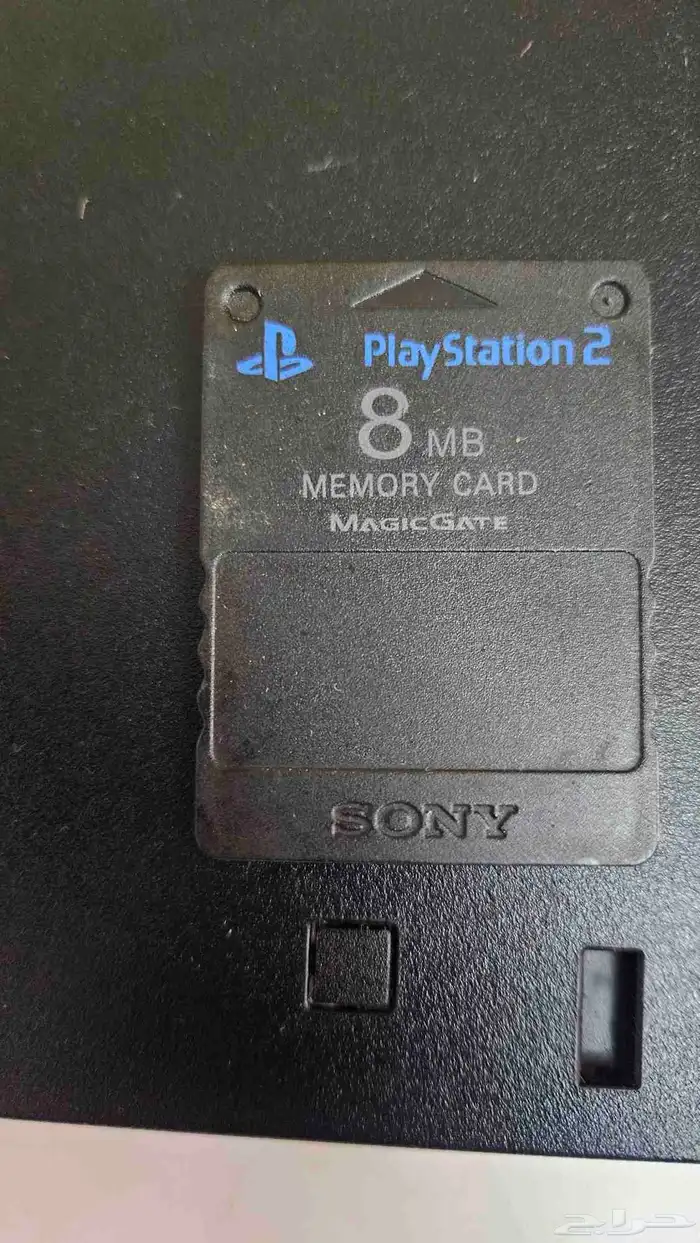 PlayStation 2
8 MB
MEMORY CARD
MAGICGATE
SONY
حراج